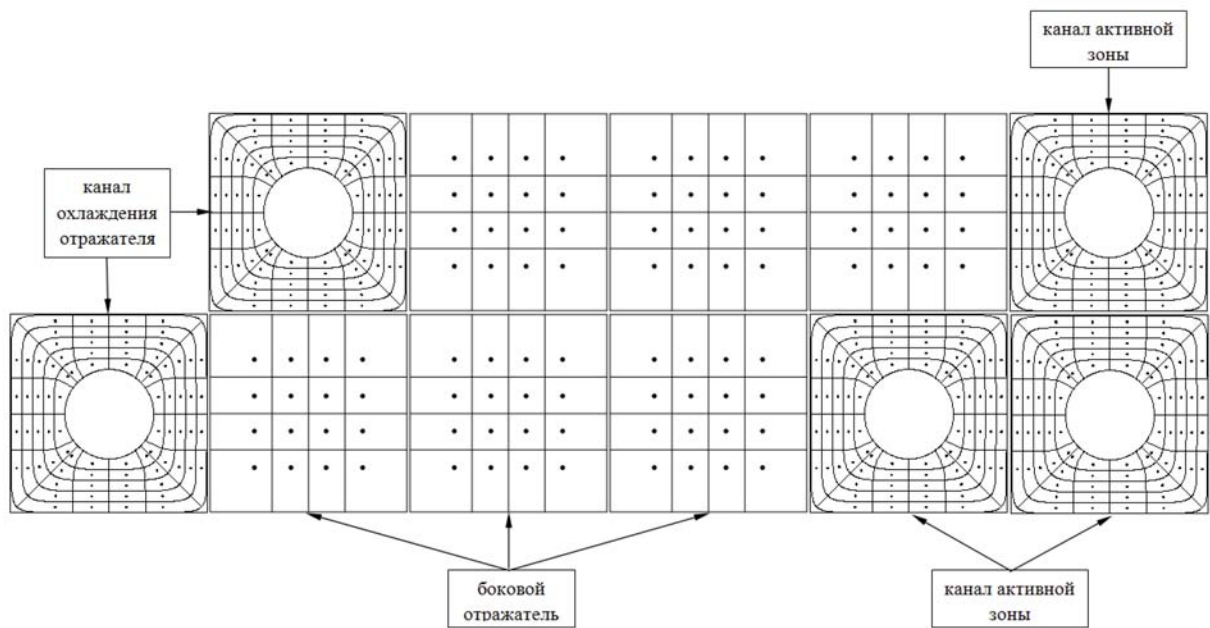 канал активной
зоны
канал
охлаждения
отражателя
боковой
отражатель
канал активной
зоны